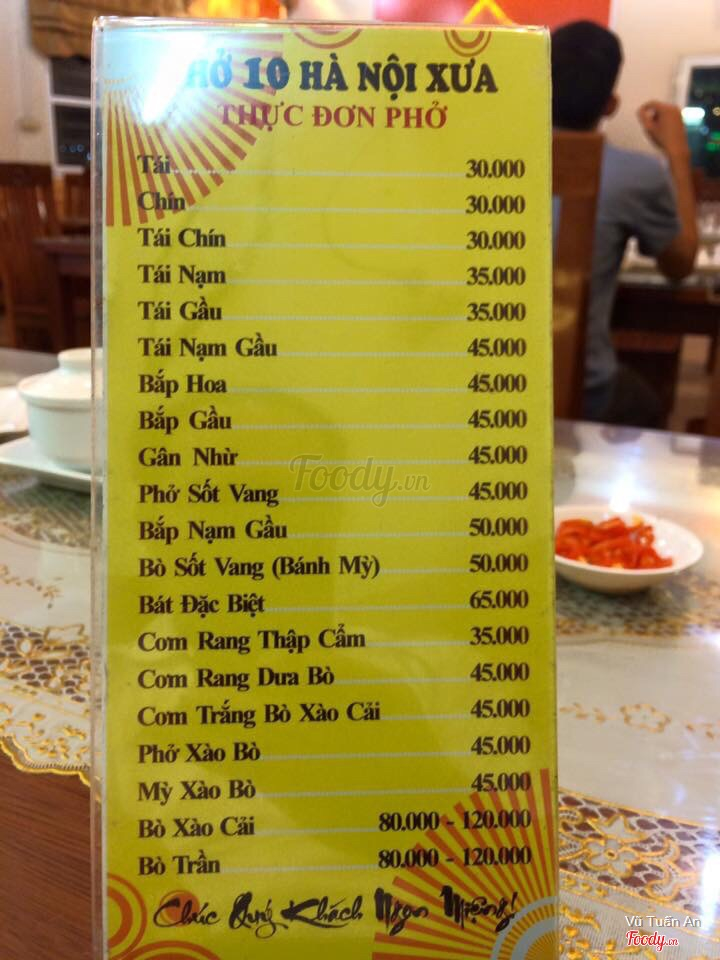 HỞ 10 HÀ NỘI XƯA
THỰC ĐƠN PHỞ
Tái 30.000
Chín 30.000
Tái Chín 30.000
Tái Nạm 35.000
Tái Gầu 35.000
Tái Nạm Gầu 45.000
Bắp Hoa 45.000
Bắp Gầu 45.000
Gân Nhừ 45.000
Phở Sốt Vang 45.000
Bắp Nạm Gầu 50.000
Bò Sốt Vang (Bánh Mỳ) 50.000
Bát Đặc Biệt 65.000
Cơm Rang Thập Cẩm 35.000
Cơm Rang Dưa Bò 45.000
Cơm Trắng Bò Xào Cải 45.000
Phở Xào Bò 45.000
Mỳ Xào Bò 45.000
Bò Xào Cải 80.000 - 120.000
Bò Trần 80.000 - 120.000
Chúc Quý Khách Ngon Miệng!
Foody.vn
Vũ Tuấn An
Foody.vn